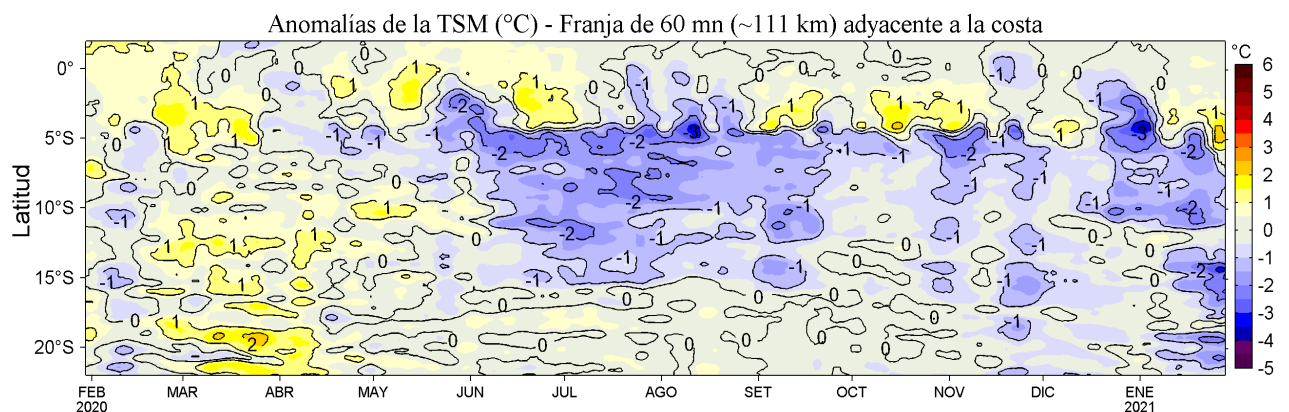 Anomalías de la TSM (°C) - Franja de 60 mn (~111 km) adyacente a la costa
°C
6
5
4
3
2
1
0
-1
-2
-3
-4
-5
Latitud
0°
5°S
10°S
15°S
20°S
FEB MAR ABR MAY JUN JUL AGO SET OCT NOV DIC ENE
2020 2021